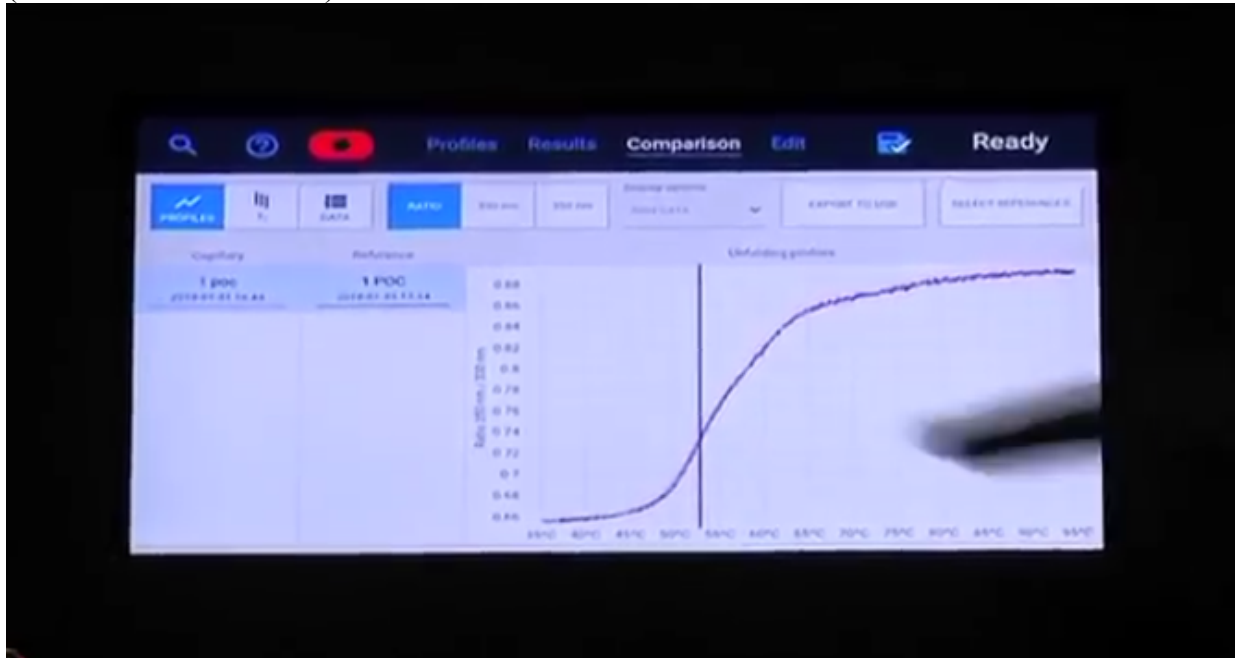 Profiles Results Comparison Edit Ready
PROFILES
DATA
RATIO
350 nm
EXPORT TO USB
SELECT REFERENCES
Capillary
Reference
Unfolding profiles
1 poc
1 POC
0.88
0.86
0.84
0.82
0.8
0.78
0.76
0.74
0.72
0.7
0.68
0.66
35°C 40°C 45°C 50°C 55°C 60°C 65°C 70°C 75°C 80°C 85°C 90°C 95°C